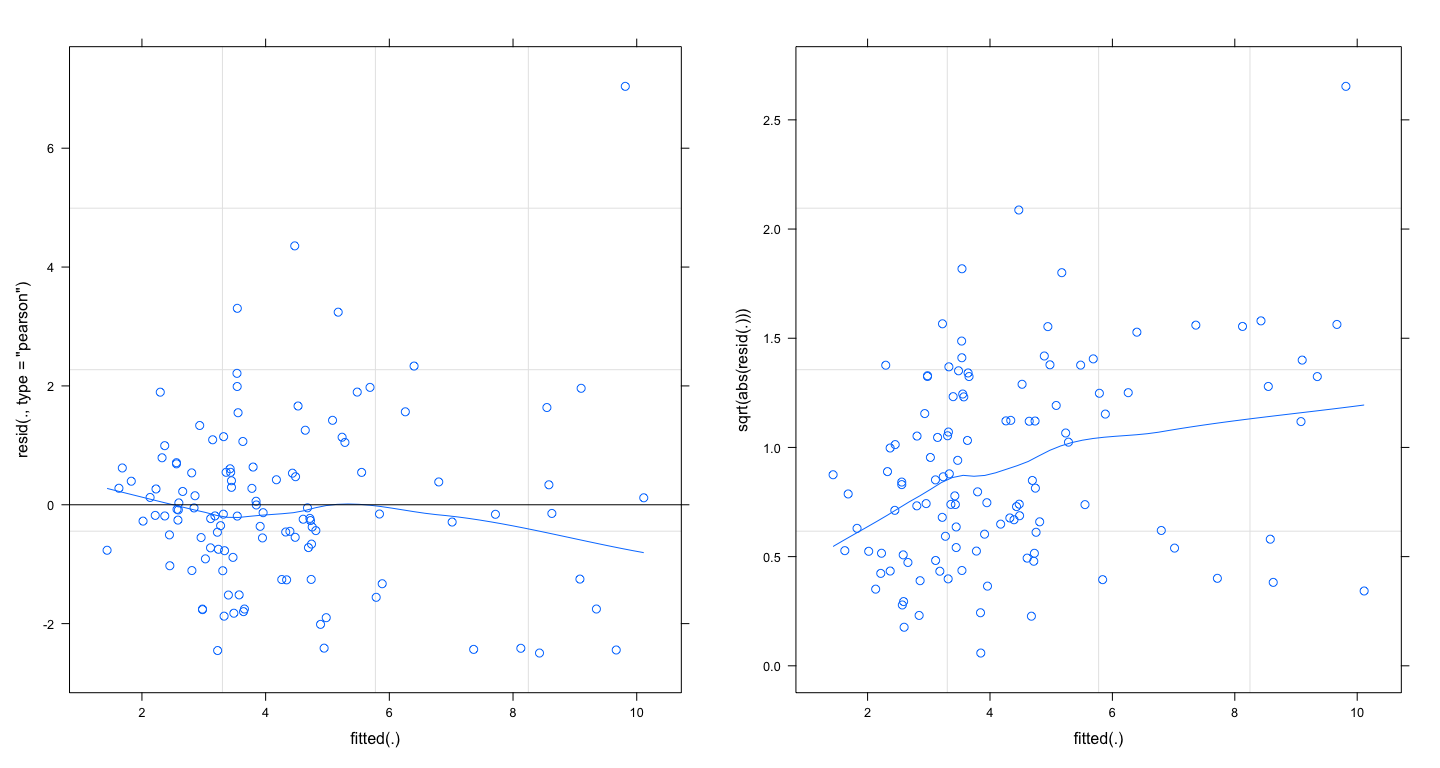 resid(., type = "pearson")
6
4
2
0
-2
2 4 6 8 10
fitted(.)
sqrt(abs(resid(.)))
2.5
2.0
1.5
1.0
0.5
0.0
2 4 6 8 10
fitted(.)